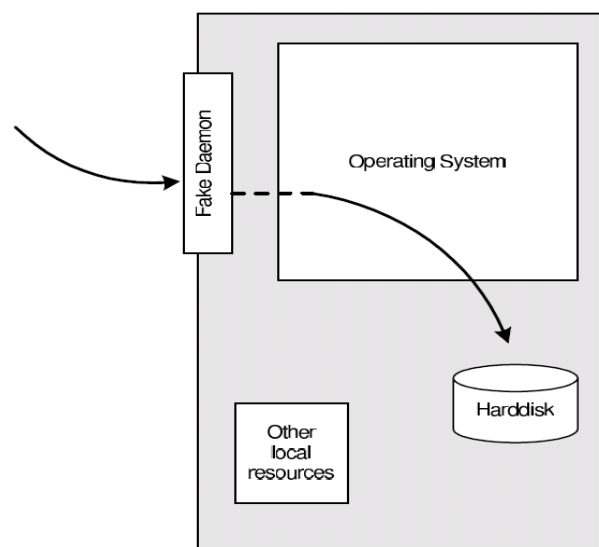 Fake Daemon
Operating System
Harddisk
Other
local
resources